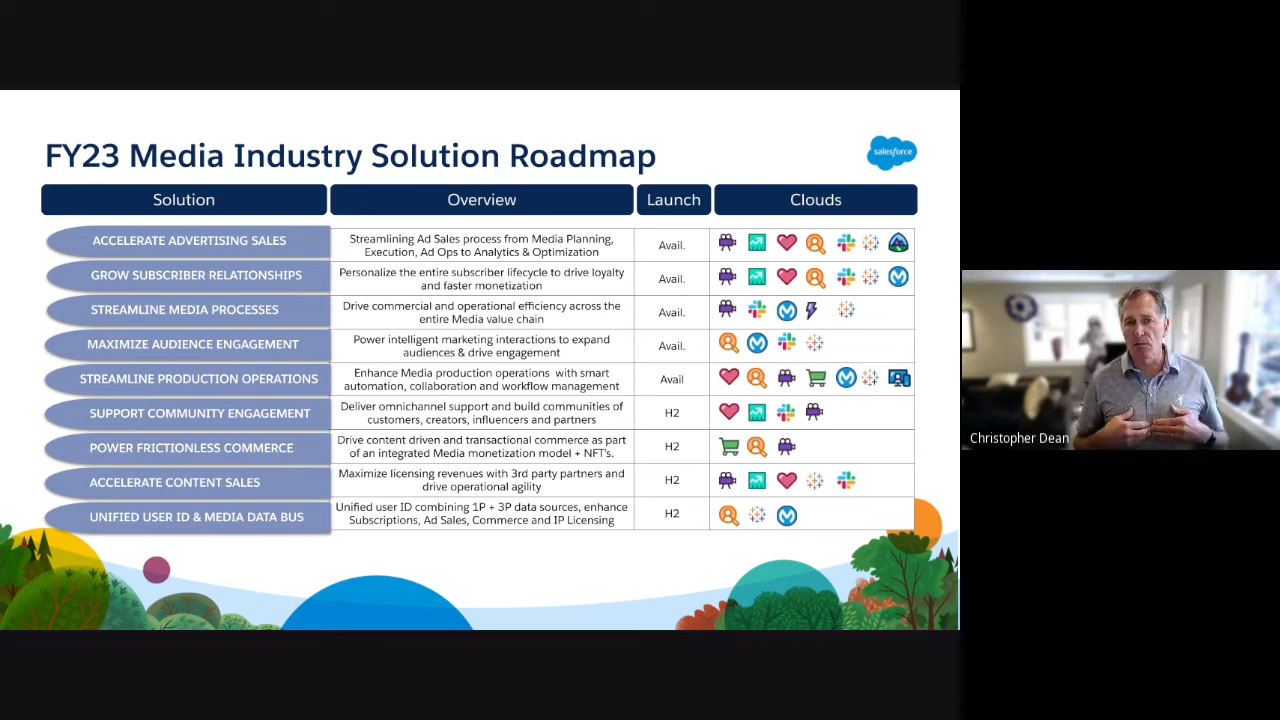 FY23 Media Industry Solution Roadmap
salesforce
Solution
Overview
Launch
Clouds
ACCELERATE ADVERTISING SALES
Streamlining Ad Sales process from Media Planning,
Execution, Ad Ops to Analytics & Optimization
Avail.
GROW SUBSCRIBER RELATIONSHIPS
Personalize the entire subscriber lifecycle to drive loyalty
and faster monetization
Avail.
STREAMLINE MEDIA PROCESSES
Drive commercial and operational efficiency across the
entire Media value chain
Avail.
MAXIMIZE AUDIENCE ENGAGEMENT
Power intelligent marketing interactions to expand
audiences & drive engagement
Avail.
STREAMLINE PRODUCTION OPERATIONS
Enhance Media production operations with smart
automation, collaboration and workflow management
Avail
SUPPORT COMMUNITY ENGAGEMENT
Deliver omnichannel support and build communities of
customers, creators, influencers and partners
H2
POWER FRICTIONLESS COMMERCE
Drive content driven and transactional commerce as part
of an integrated Media monetization model + NFT's.
H2
ACCELERATE CONTENT SALES
Maximize licensing revenues with 3rd party partners and
drive operational agility
H2
UNIFIED USER ID & MEDIA DATA BUS
Unified user ID combining 1P + 3P data sources, enhance
Subscriptions, Ad Sales, Commerce and IP Licensing
H2
Christopher Dean